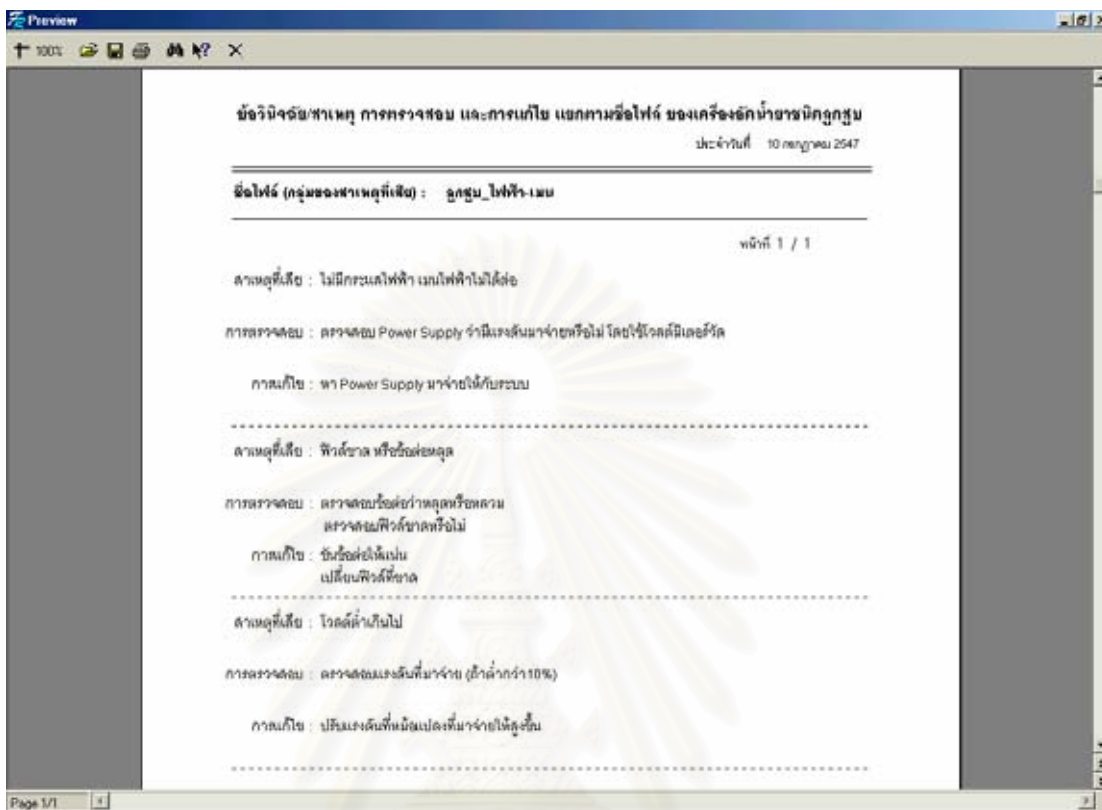 Preview
100%
ข้อวินิจฉัย/สาเหตุ การตรวจสอบ และการแก้ไข แยกตามชื่อไฟล์ ของเครื่องอัดน้ำยาชนิดลูกสูบ
ประจำวันที่ 10 กรกฎาคม 2547
ชื่อไฟล์ (กลุ่มของสาเหตุที่เสีย) : ลูกสูบ_ไฟฟ้า-เมน
หน้าที่ 1 / 1
สาเหตุที่เสีย : ไม่มีกระแสไฟฟ้า เมนไฟฟ้าไม่ได้ต่อ
การตรวจสอบ : ตรวจสอบ Power Supply ว่ามีแรงดันมาจ่ายหรือไม่ โดยใช้โวลต์มิเตอร์วัด
การแก้ไข : หา Power Supply มาจ่ายให้กับระบบ
สาเหตุที่เสีย : ฟิวส์ขาด หรือข้อต่อหลุด
การตรวจสอบ : ตรวจสอบข้อต่อว่าหลุดหรือหลวม
ตรวจสอบฟิวส์ขาดหรือไม่
การแก้ไข : ขันข้อต่อให้แน่น
เปลี่ยนฟิวส์ที่ขาด
สาเหตุที่เสีย : โวลต์ต่ำเกินไป
การตรวจสอบ : ตรวจสอบแรงดันที่มาจ่าย (ถ้าต่ำกว่า 10%)
การแก้ไข : ปรับแรงดันที่หม้อแปลงที่มาจ่ายให้สูงขึ้น
Page 1/1